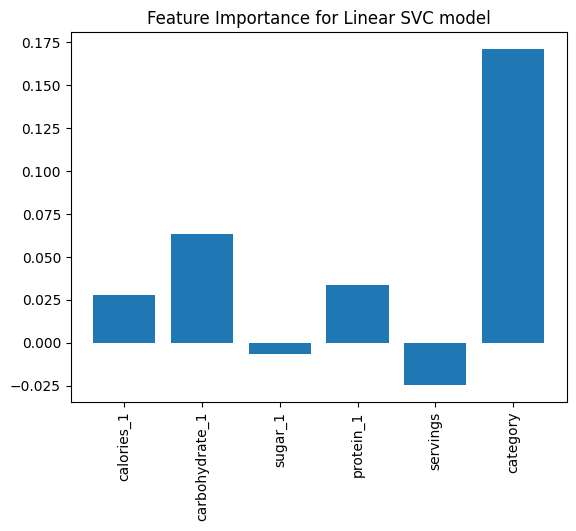 Feature Importance for Linear SVC model
0.175
0.150
0.125
0.100
0.075
0.050
0.025
0.000
−0.025
calories_1
carbohydrate_1
sugar_1
protein_1
servings
category